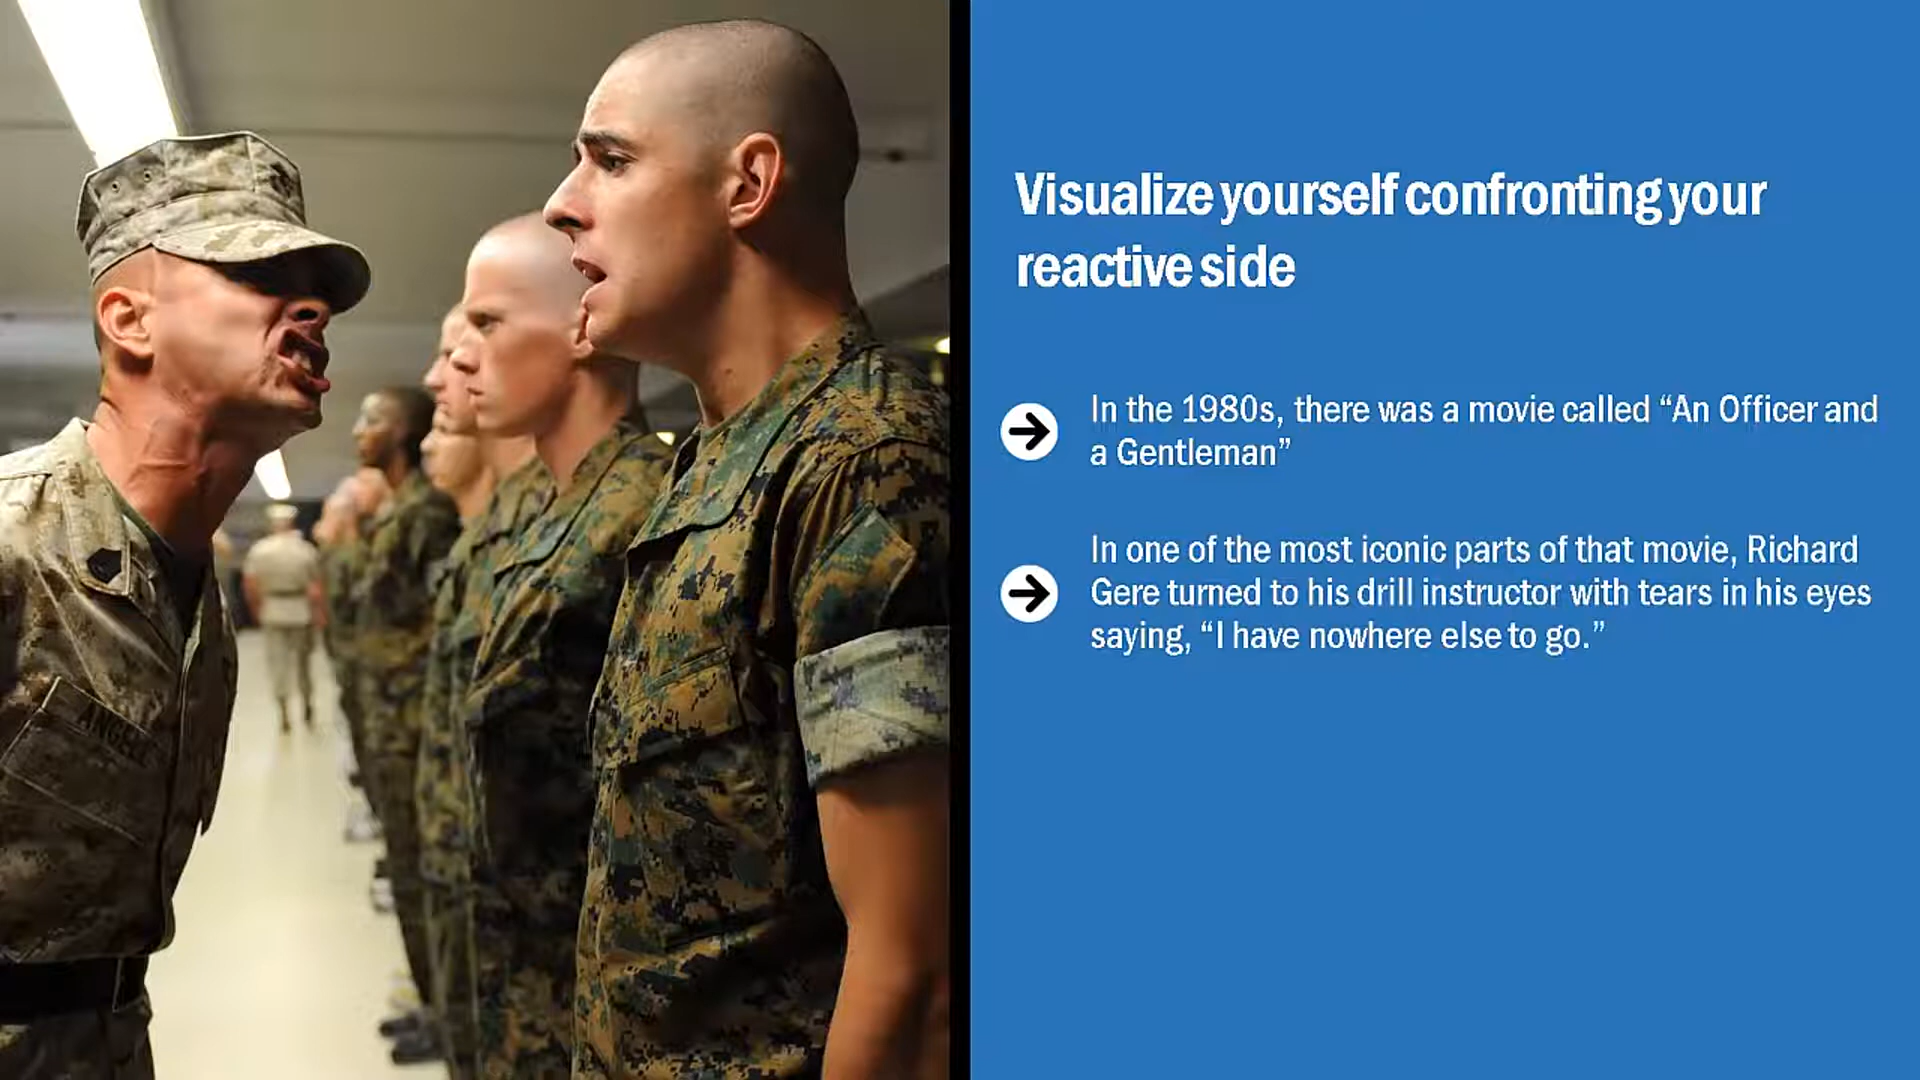 Visualize yourself confronting your
reactive side
In the 1980s, there was a movie called “An Officer and
a Gentleman”
In one of the most iconic parts of that movie, Richard
Gere turned to his drill instructor with tears in his eyes
saying, “I have nowhere else to go.”